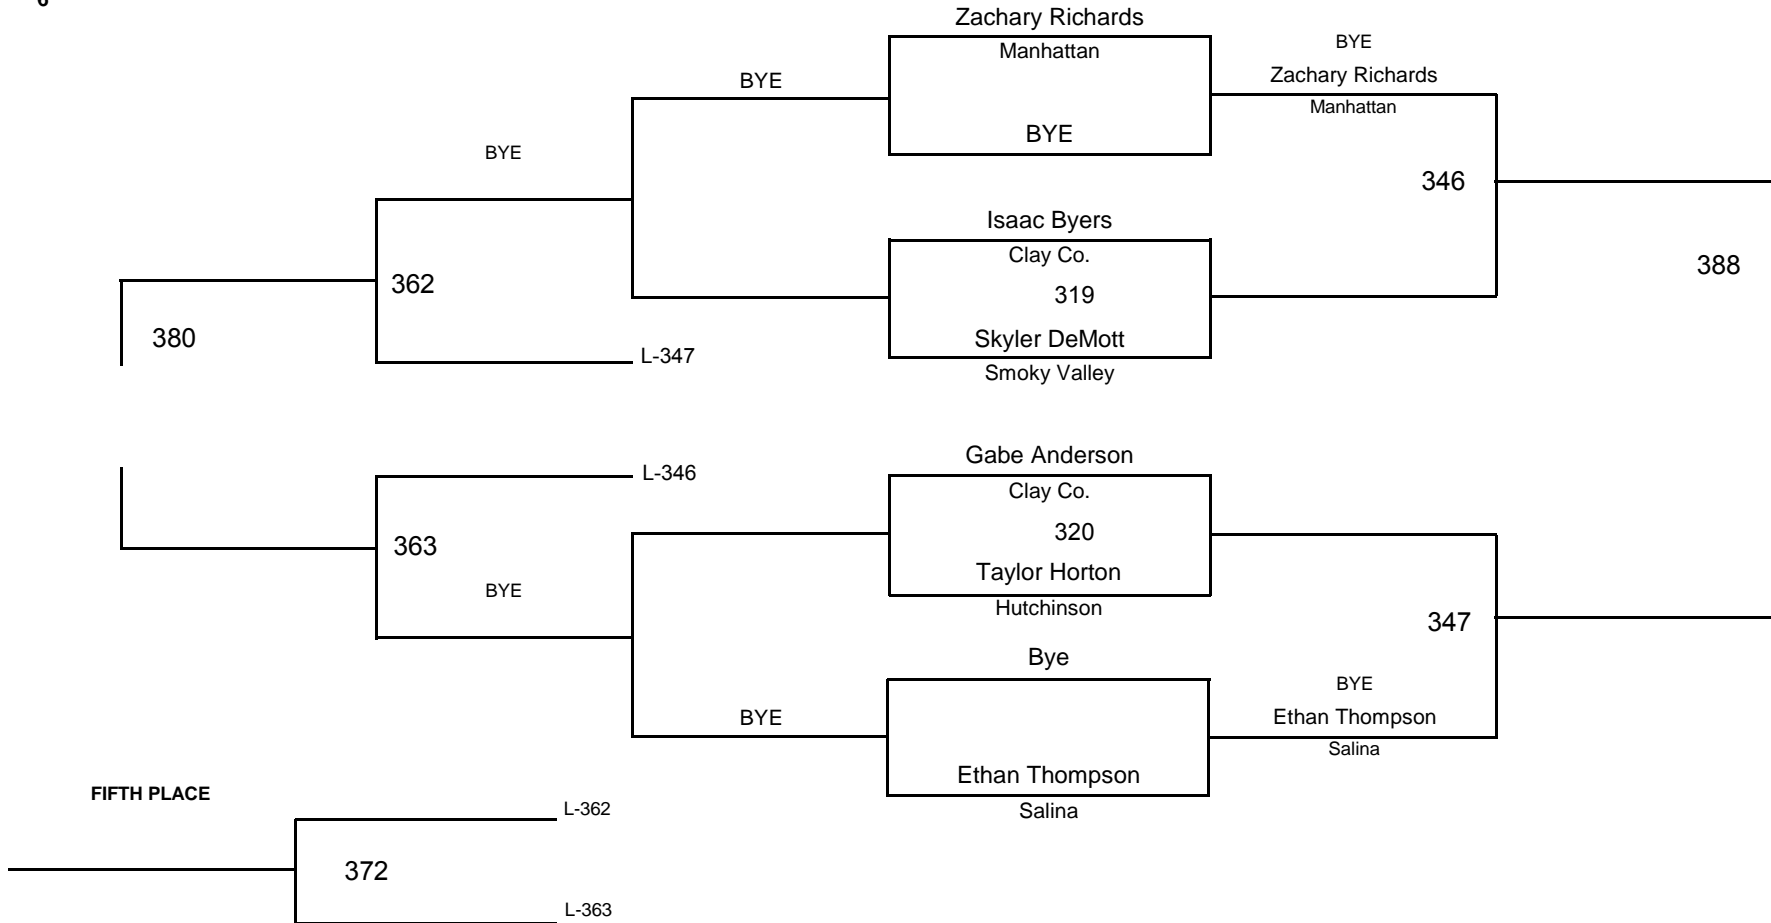 6
Zachary Richards
Manhattan
BYE
BYE
Zachary Richards
Manhattan
BYE
BYE
346
Isaac Byers
Clay Co.
319
Skyler DeMott
Smoky Valley
388
362
380
L-347
Gabe Anderson
Clay Co.
320
Taylor Horton
Hutchinson
L-346
363
BYE
347
Bye
BYE
BYE
Ethan Thompson
Salina
Ethan Thompson
Salina
FIFTH PLACE
L-362
372
L-363